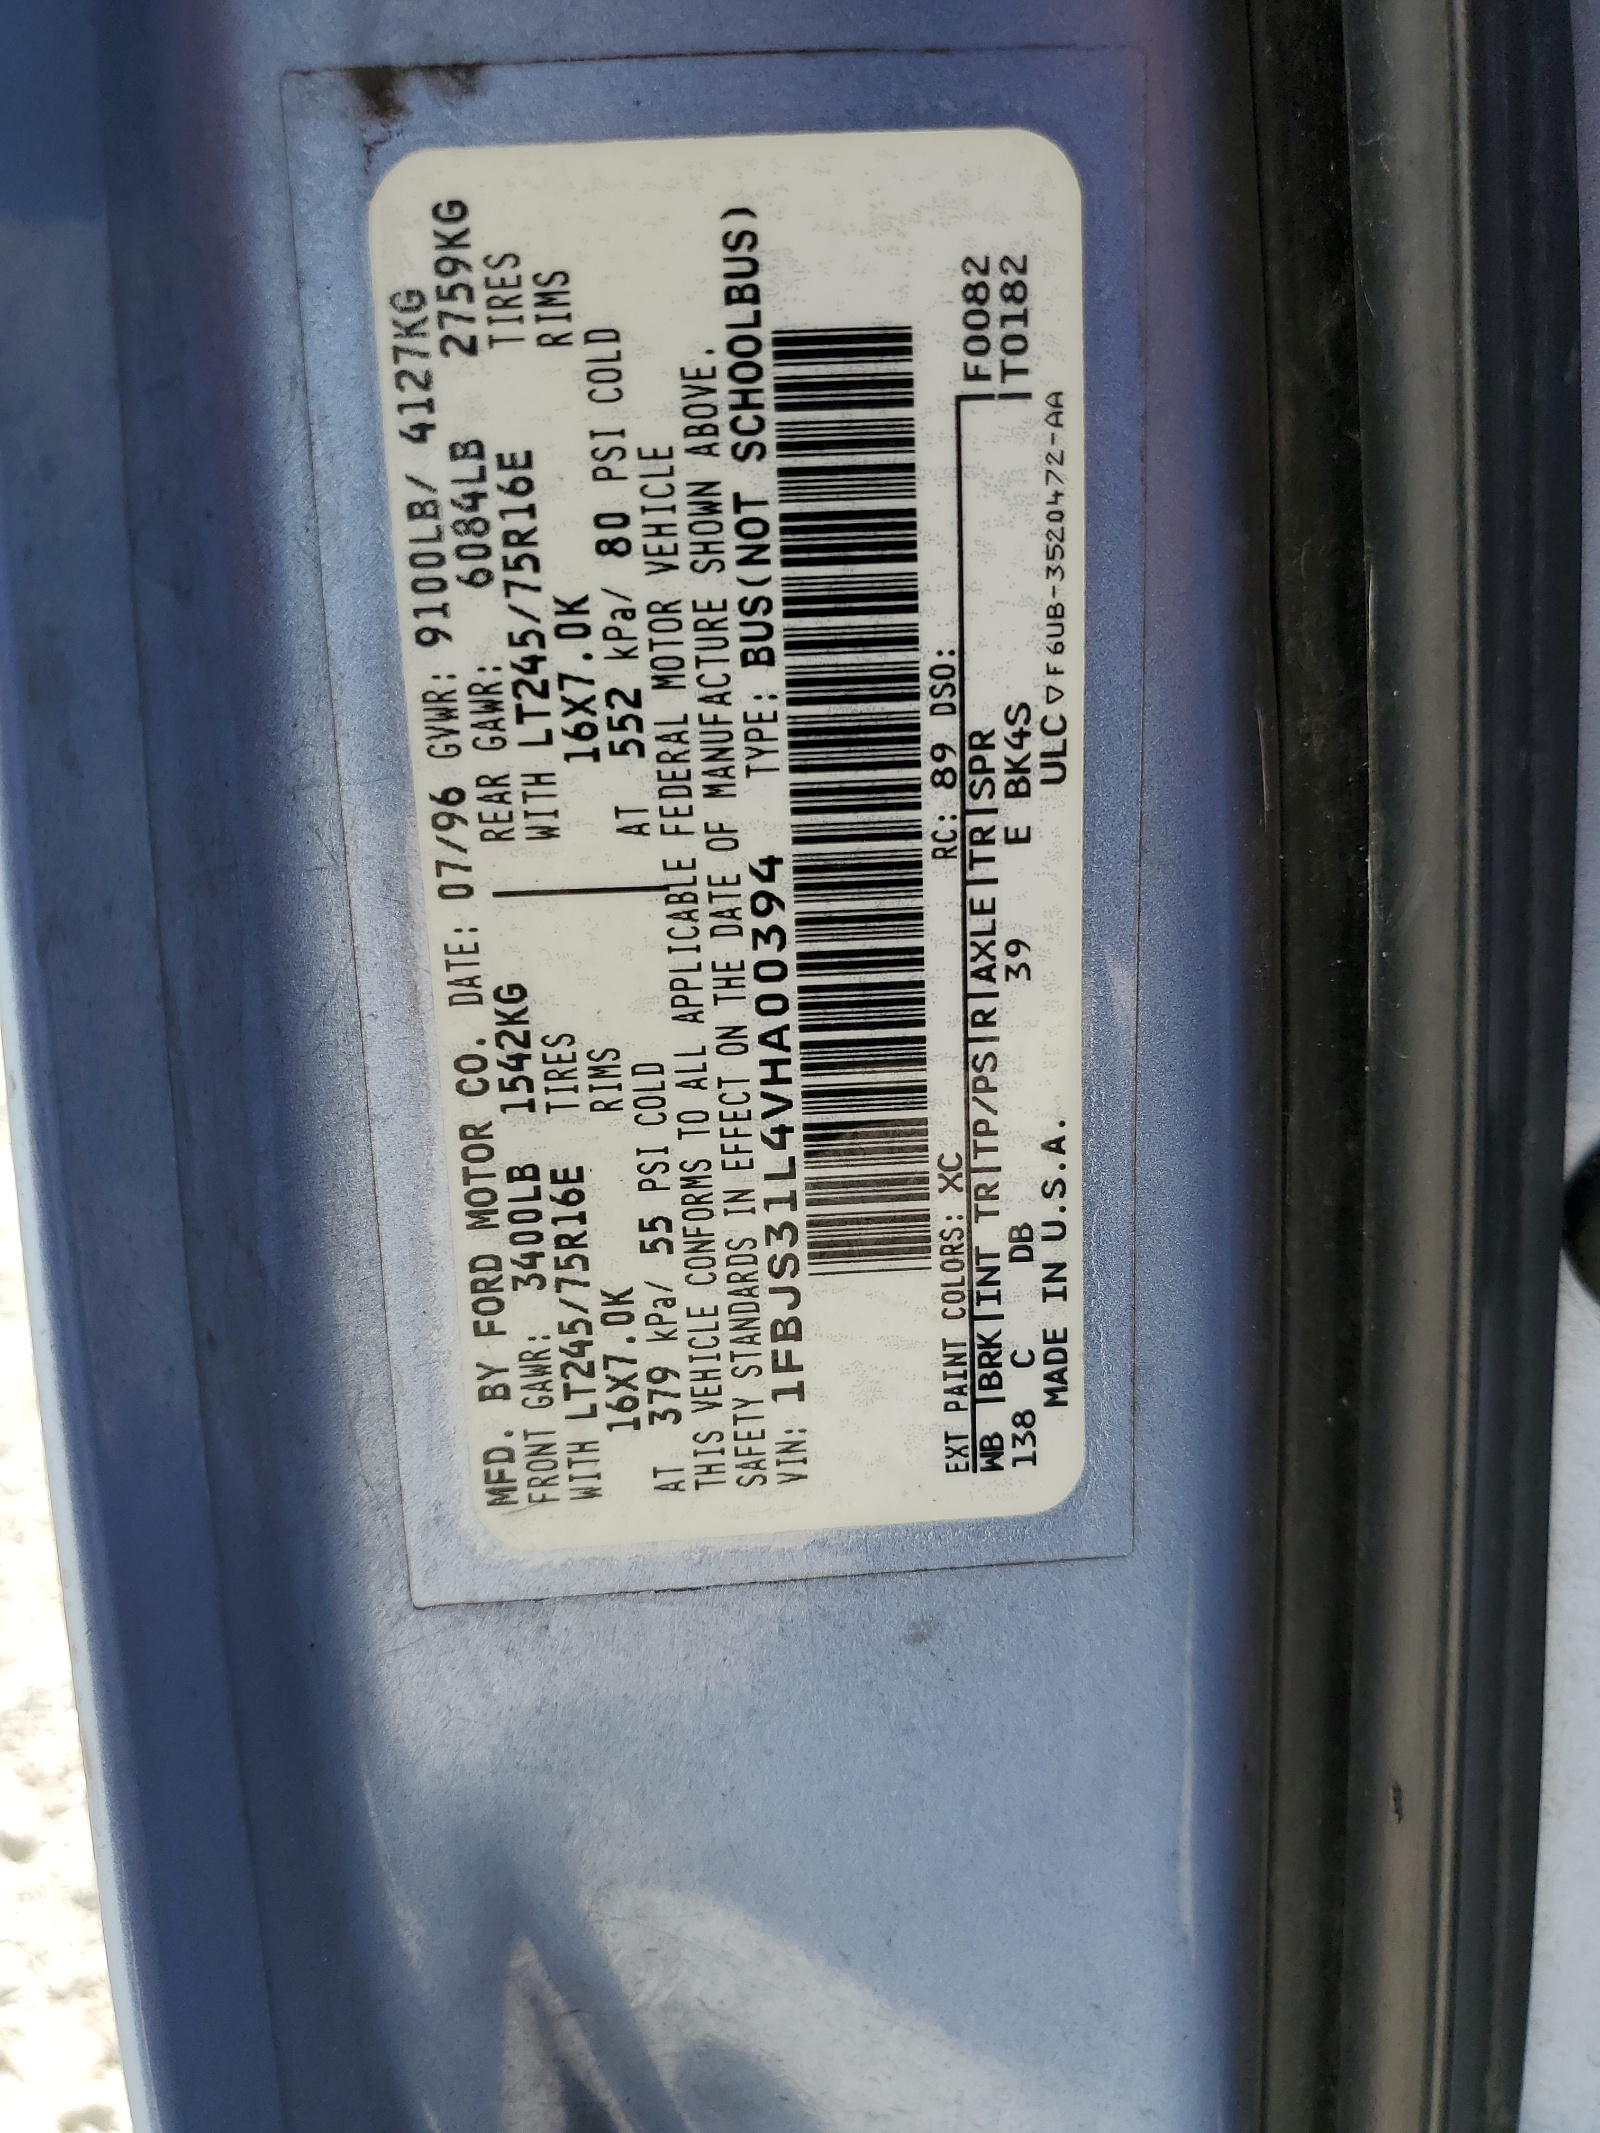 MFD. BY FORD MOTOR CO. DATE: 07/96 GVWR: 9100LB/ 4127KG
FRONT GAWR: 3400LB 1542KG REAR GAWR: 6084LB 2759KG
WITH LT245/75R16E TIRES WITH LT245/75R16E TIRES
16X7.0K RIMS 16X7.0K RIMS
AT 379 kPa/ 55 PSI COLD AT 552 kPa/ 80 PSI COLD
THIS VEHICLE CONFORMS TO ALL APPLICABLE FEDERAL MOTOR VEHICLE
SAFETY STANDARDS IN EFFECT ON THE DATE OF MANUFACTURE SHOWN ABOVE.
VIN: 1FBJS31L4VHA00394 TYPE: BUS(NOT SCHOOLBUS)
EXT PAINT COLORS: XC RC: 89 DSO:
WB |BRK|INT TR|TP/PS|R|AXLE|TR|SPR F0082
138 C DB 39 E BK4S T0182
MADE IN U.S.A. ULC ▽ F6UB-3520472-AA